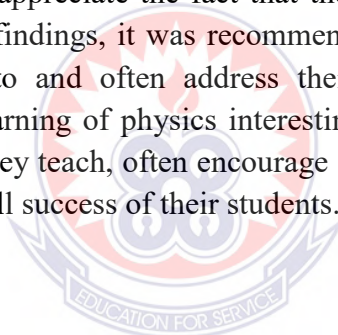 appreciate the fact that the
findings, it was recommen
to and often address thei
arning of physics interestin
ey teach, often encourage
ll success of their students.
EDUCATION FOR SERVICE